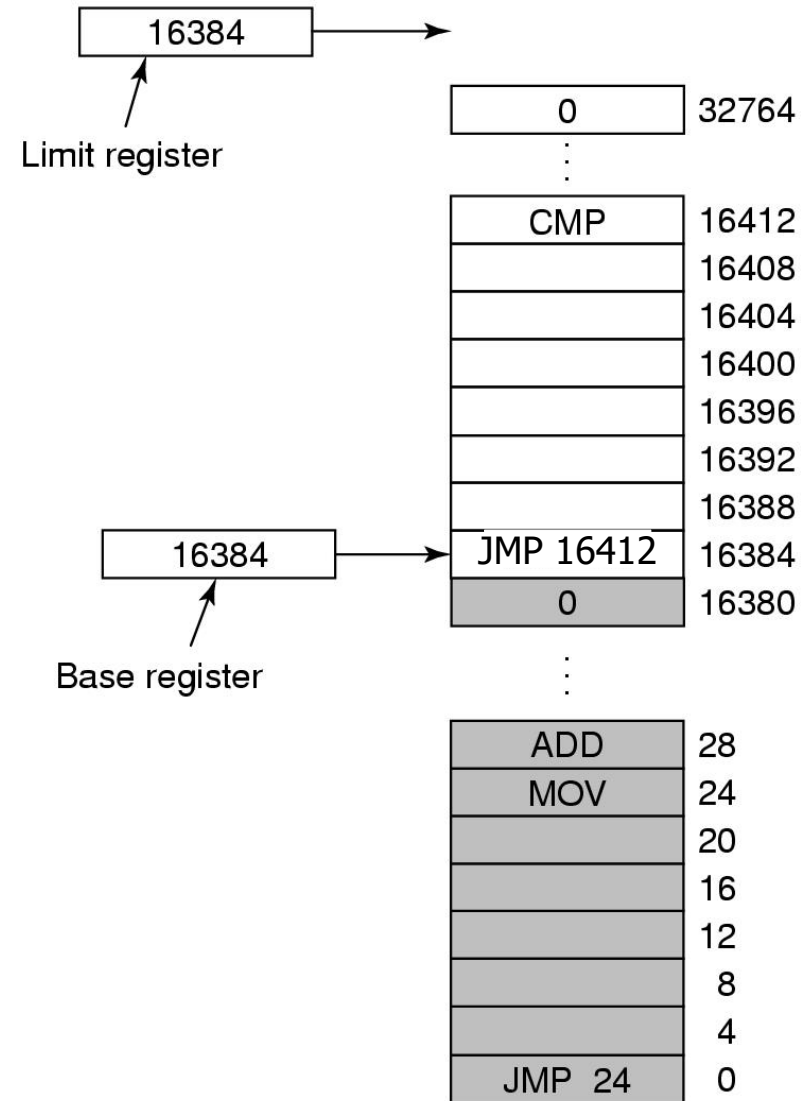 16384
Limit register
0 32764
CMP 16412
16408
16404
16400
16396
16392
16388
16384 JMP 16412 16384
0 16380
Base register
ADD 28
MOV 24
20
16
12
8
4
JMP 24 0